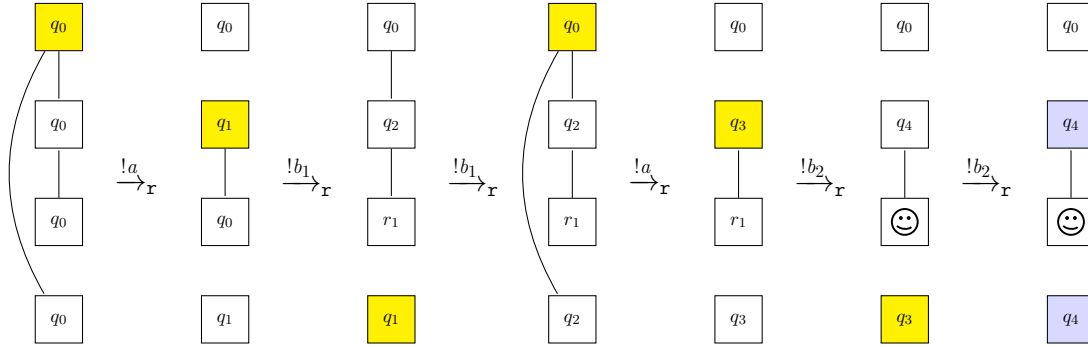 q₀ q₀ q₀ q₀ q₀ q₀ q₀
q₀ q₁ q₂ q₂ q₃ q₄ q₄
!a →r !b₁ →r !b₁ →r !a →r !b₂ →r !b₂ →r
q₀ q₀ r₁ r₁ r₁
q₀ q₁ q₁ q₂ q₃ q₃ q₄